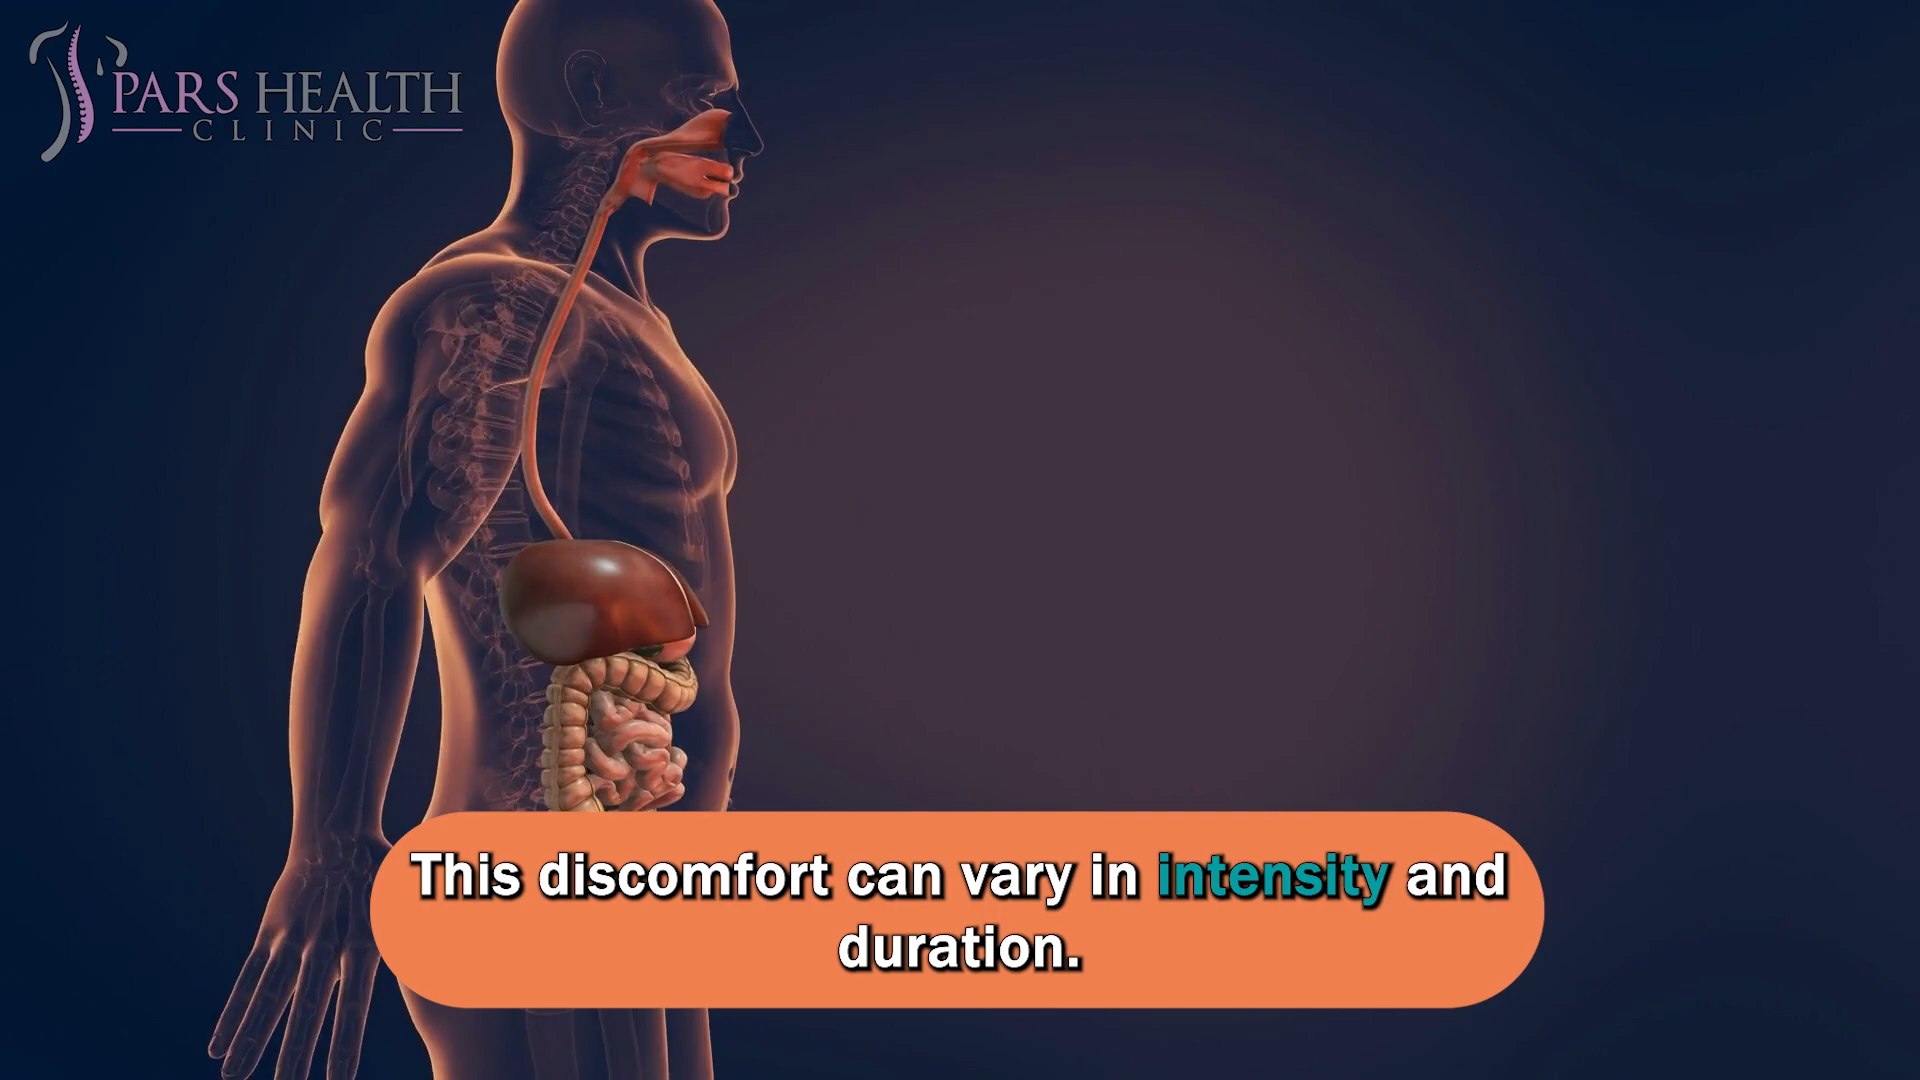 PARS HEALTH
CLINIC
This discomfort can vary in intensity and
duration.